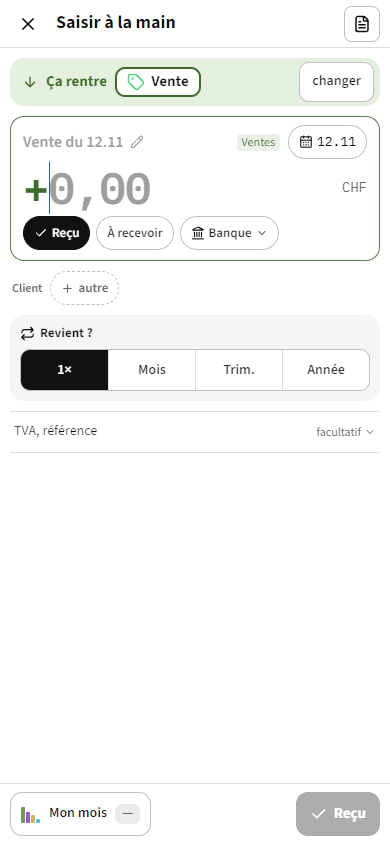 Saisir à la main
Ça rentre Vente changer
Vente du 12.11 Ventes 12.11
+0,00 CHF
Reçu À recevoir Banque
Client + autre
Revient ?
1× Mois Trim. Année
TVA, référence facultatif
Mon mois — Reçu